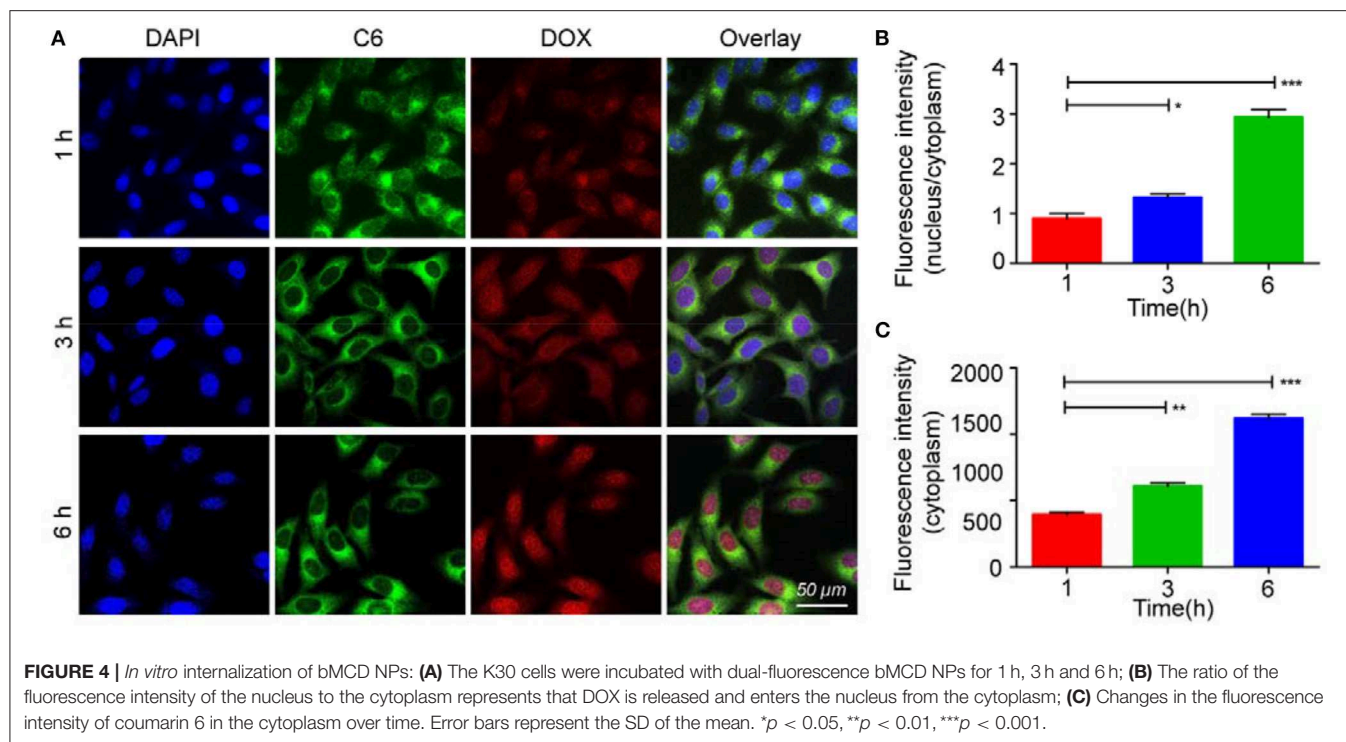 A
DAPI C6 DOX Overlay
1 h
3 h
6 h
50 µm
B
Fluorescence intensity
(nucleus/cytoplasm)
4
3
2
1
0
*
***
1 3 6
Time(h)
C
Fluorescence intensity
(cytoplasm)
2000
1500
1000
500
0
**
***
1 3 6
Time(h)
FIGURE 4 | In vitro internalization of bMCD NPs: (A) The K30 cells were incubated with dual-fluorescence bMCD NPs for 1 h, 3 h and 6 h; (B) The ratio of the
fluorescence intensity of the nucleus to the cytoplasm represents that DOX is released and enters the nucleus from the cytoplasm; (C) Changes in the fluorescence
intensity of coumarin 6 in the cytoplasm over time. Error bars represent the SD of the mean. *p < 0.05, **p < 0.01, ***p < 0.001.